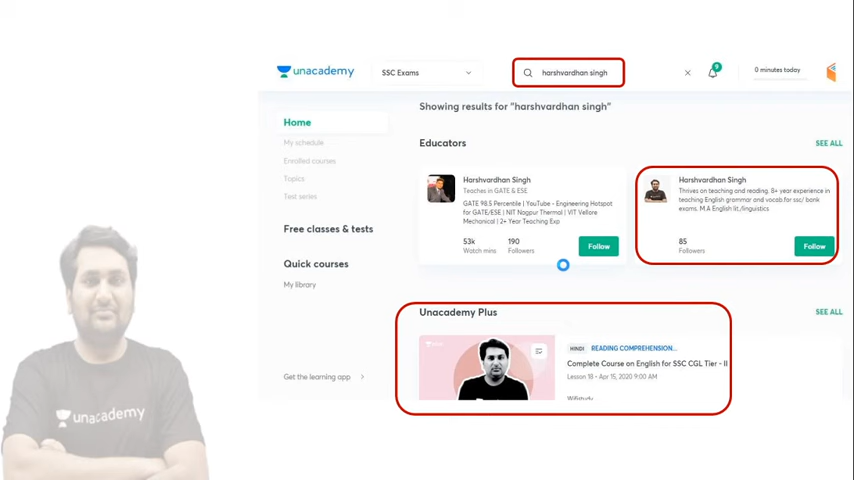 unacademy
SSC Exams
harshvardhan singh
9
0 minutes today
Showing results for "harshvardhan singh"
Home
My schedule
Enrolled courses
Topics
Test series
Free classes & tests
Quick courses
My library
Get the learning app
Educators
SEE ALL
Harshvardhan Singh
Teaches in GATE & ESE
GATE 98.5 Percentile | YouTube - Engineering Hotspot
for GATE/ESE | NIT Nagpur Thermal | VIT Vellore
Mechanical | 2+ Year Teaching Exp
53k
Watch mins
190
Followers
Follow
Harshvardhan Singh
Thrives on teaching and reading. 8+ year experience in
teaching English grammar and vocab for ssc/ bank
exams. M.A English lit./linguistics
85
Followers
Follow
Unacademy Plus
SEE ALL
HINDI READING COMPREHENSION...
Complete Course on English for SSC CGL Tier - II
Lesson 18 • Apr 15, 2020 9:00 AM
Wifistudy
unacademy